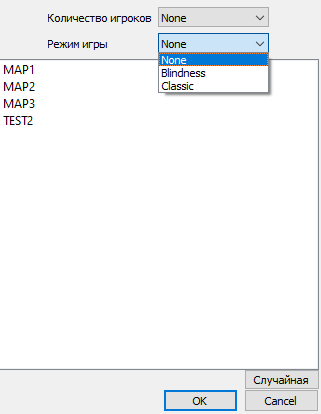 Количество игроков None
Режим игры None
None
Blindness
Classic
MAP1
MAP2
MAP3
TEST2
Случайная
OK Cancel